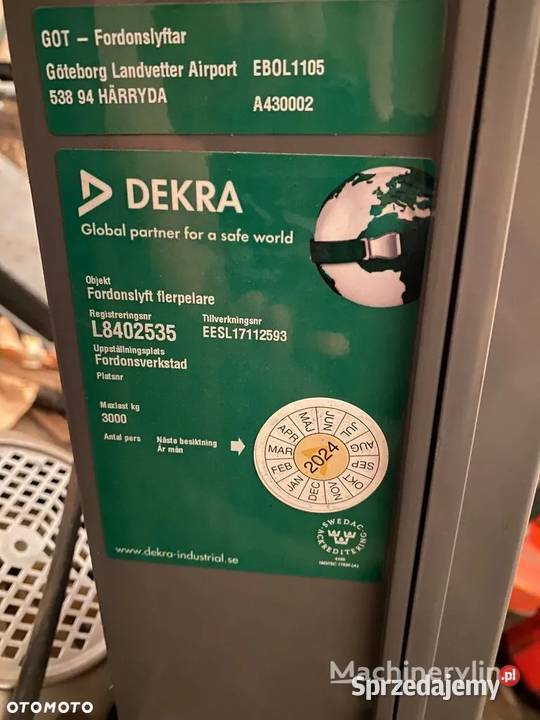 GOT – Fordonslyftar
Göteborg Landvetter Airport EBOL1105
538 94 HÄRRYDA A430002
DEKRA
Global partner for a safe world
Objekt
Fordonslyft flerpelare
Registreringsnr Tillverkningsnr
L8402535 EESL17112593
Uppställningsplats
Fordonsverkstad
Platsnr
Maxlast kg
3000
Antal pers Nästa besiktning
År mån
JAN FEB MAR APR MAJ JUN JUL AUG SEP OKT NOV DEC
2024
SWEDAC
ACKREDITERING
www.dekra-industrial.se
Machineryline
Sprzedajemy.pl
OTOMOTO